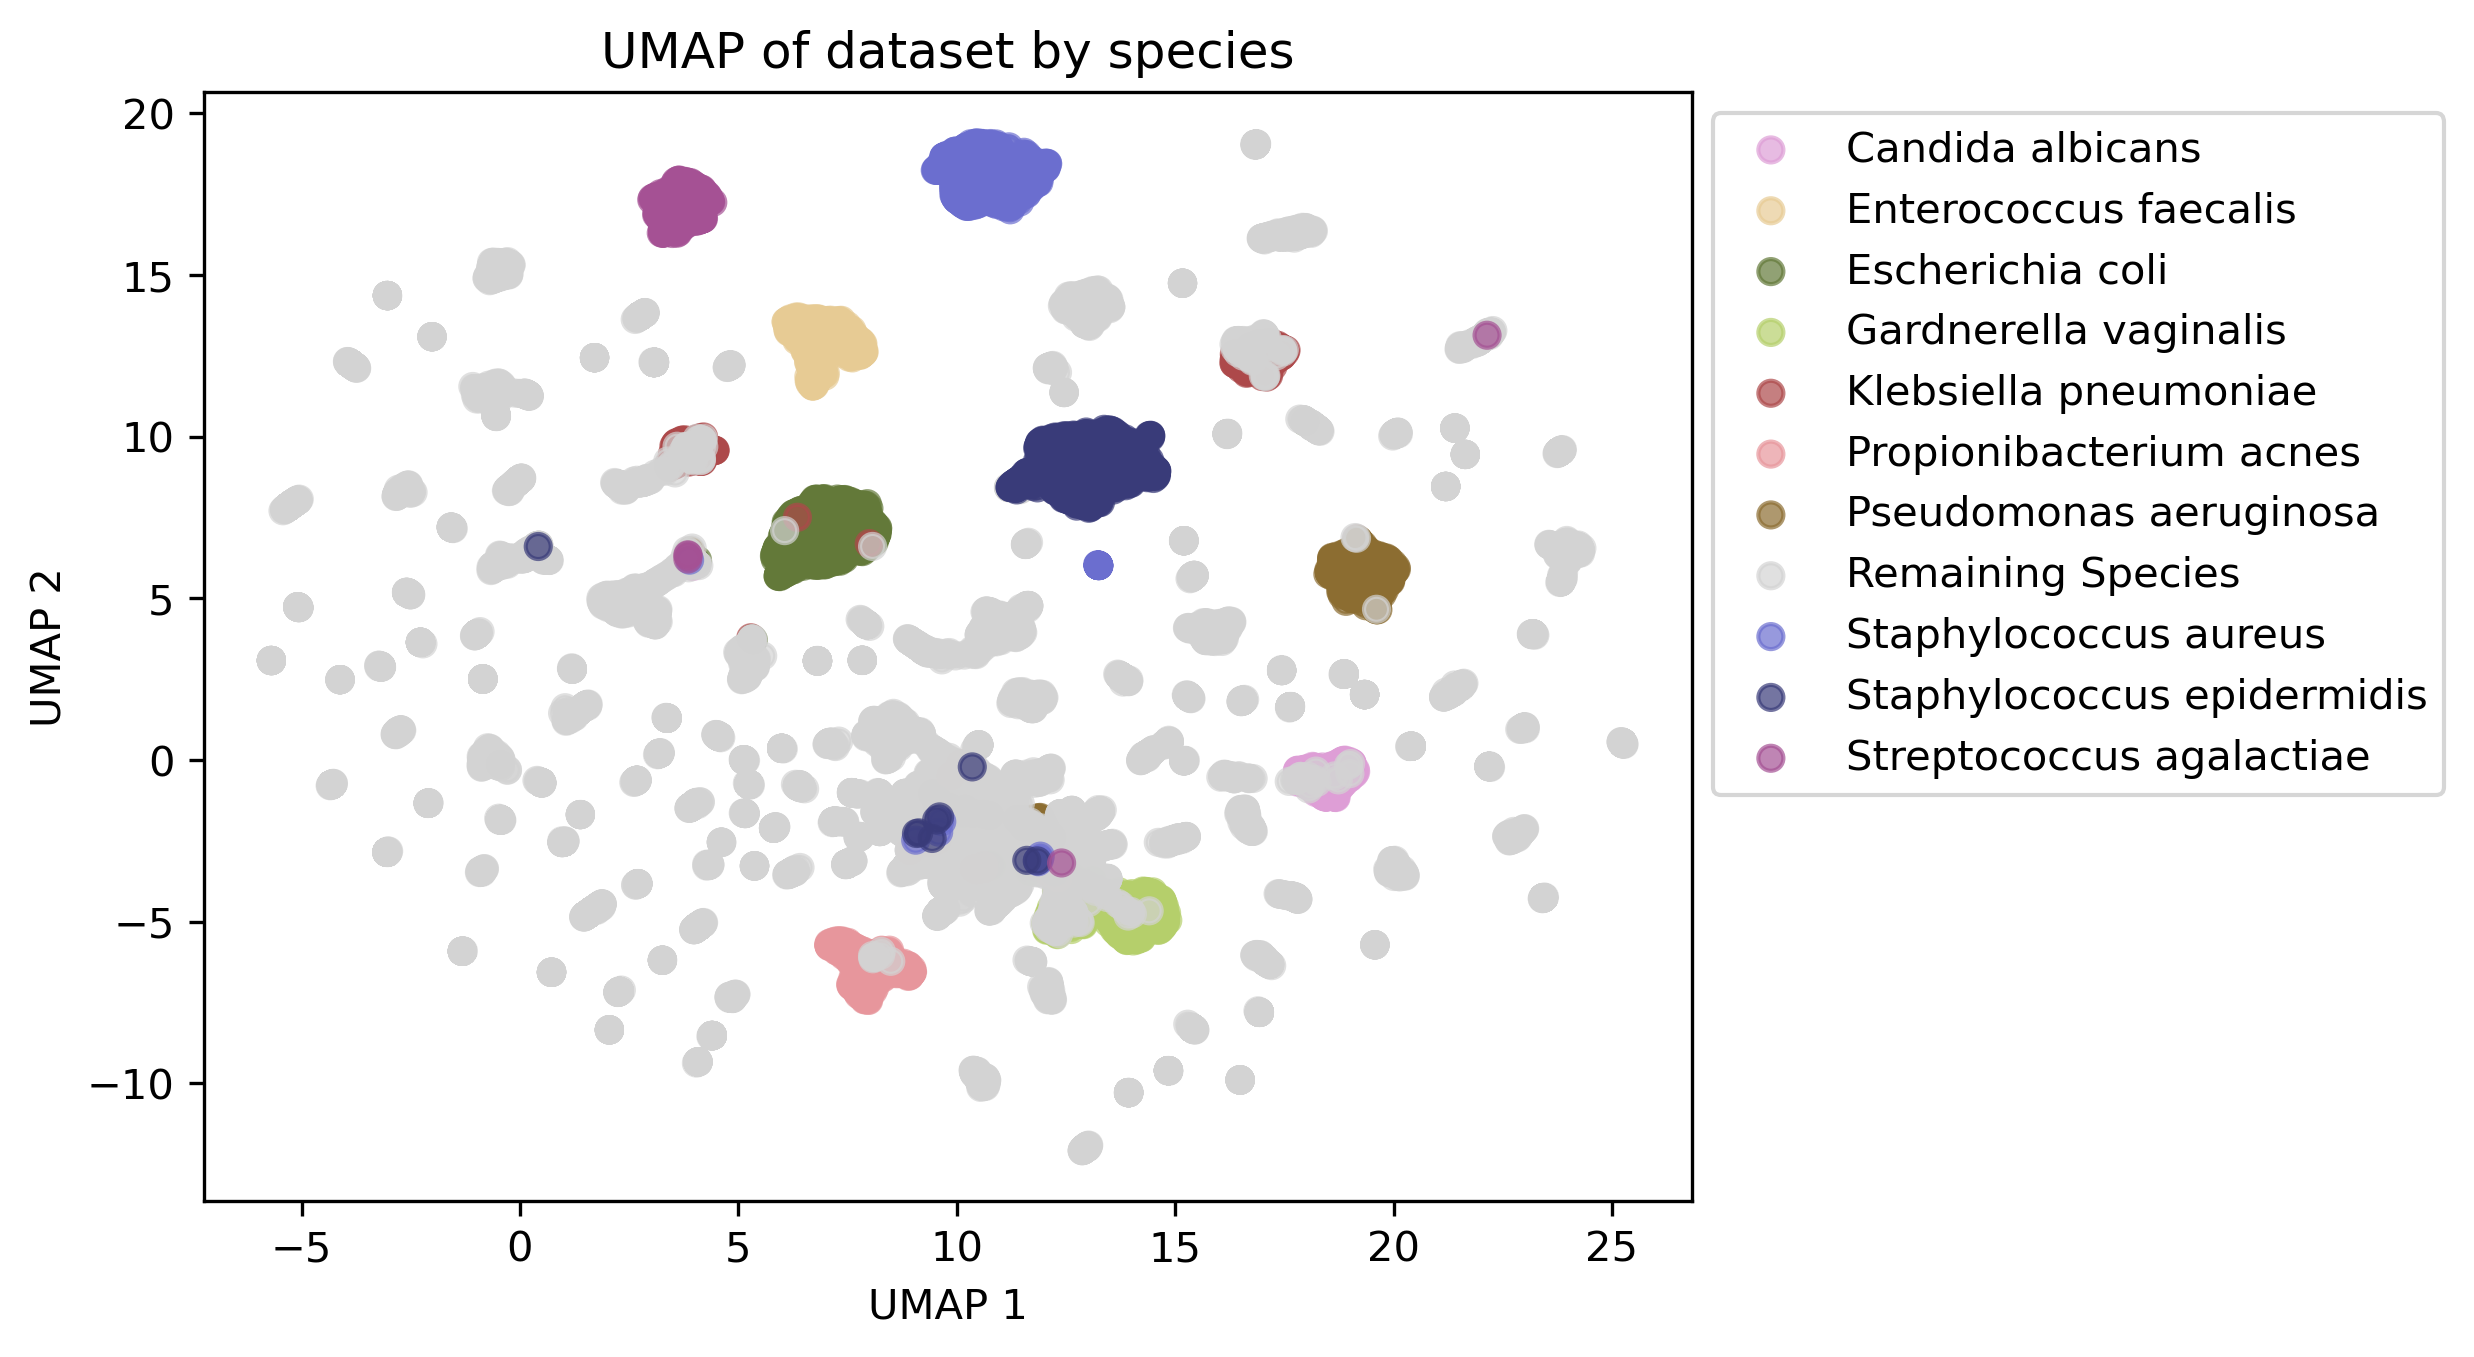 UMAP of dataset by species
20
15
10
5
0
−5
−10
UMAP 2
−5 0 5 10 15 20 25
UMAP 1
Candida albicans
Enterococcus faecalis
Escherichia coli
Gardnerella vaginalis
Klebsiella pneumoniae
Propionibacterium acnes
Pseudomonas aeruginosa
Remaining Species
Staphylococcus aureus
Staphylococcus epidermidis
Streptococcus agalactiae